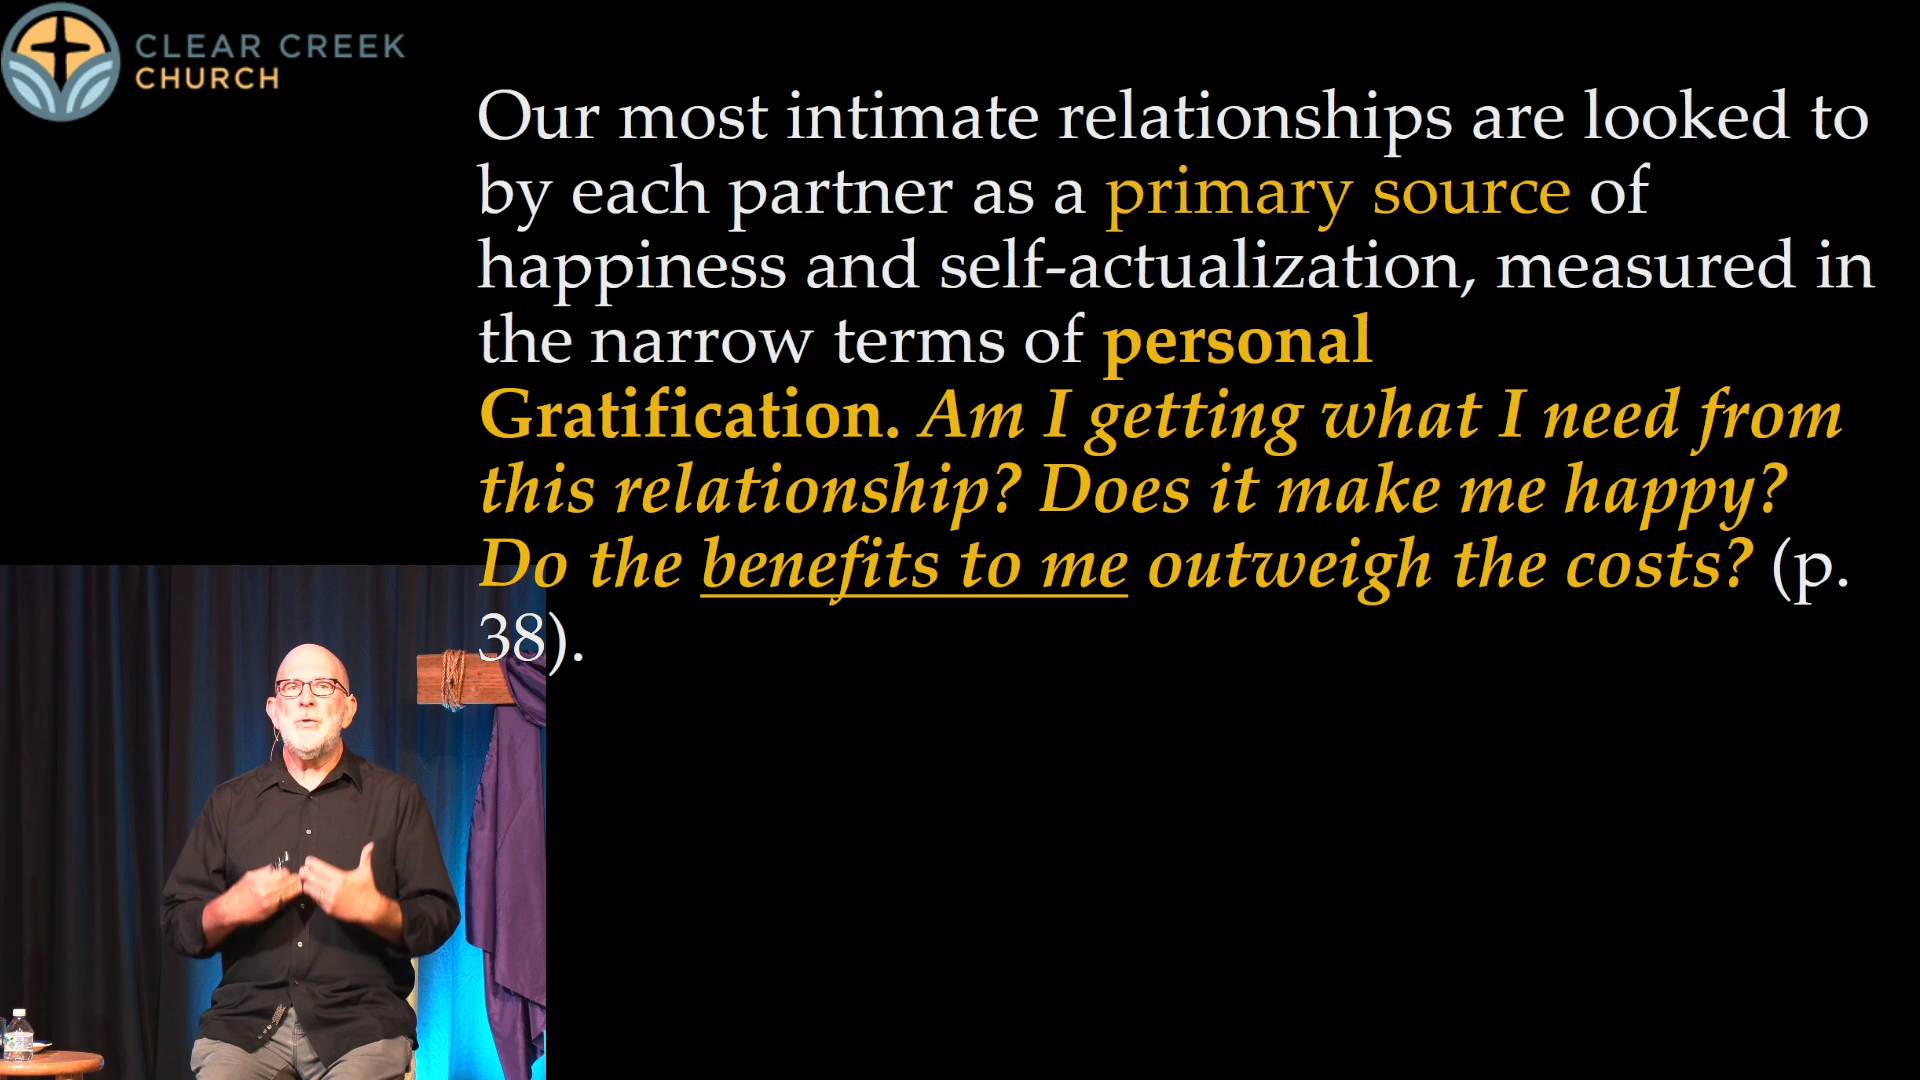 CLEAR CREEK
CHURCH
Our most intimate relationships are looked to
by each partner as a primary source of
happiness and self-actualization, measured in
the narrow terms of personal
Gratification. Am I getting what I need from
this relationship? Does it make me happy?
Do the benefits to me outweigh the costs? (p.
38).